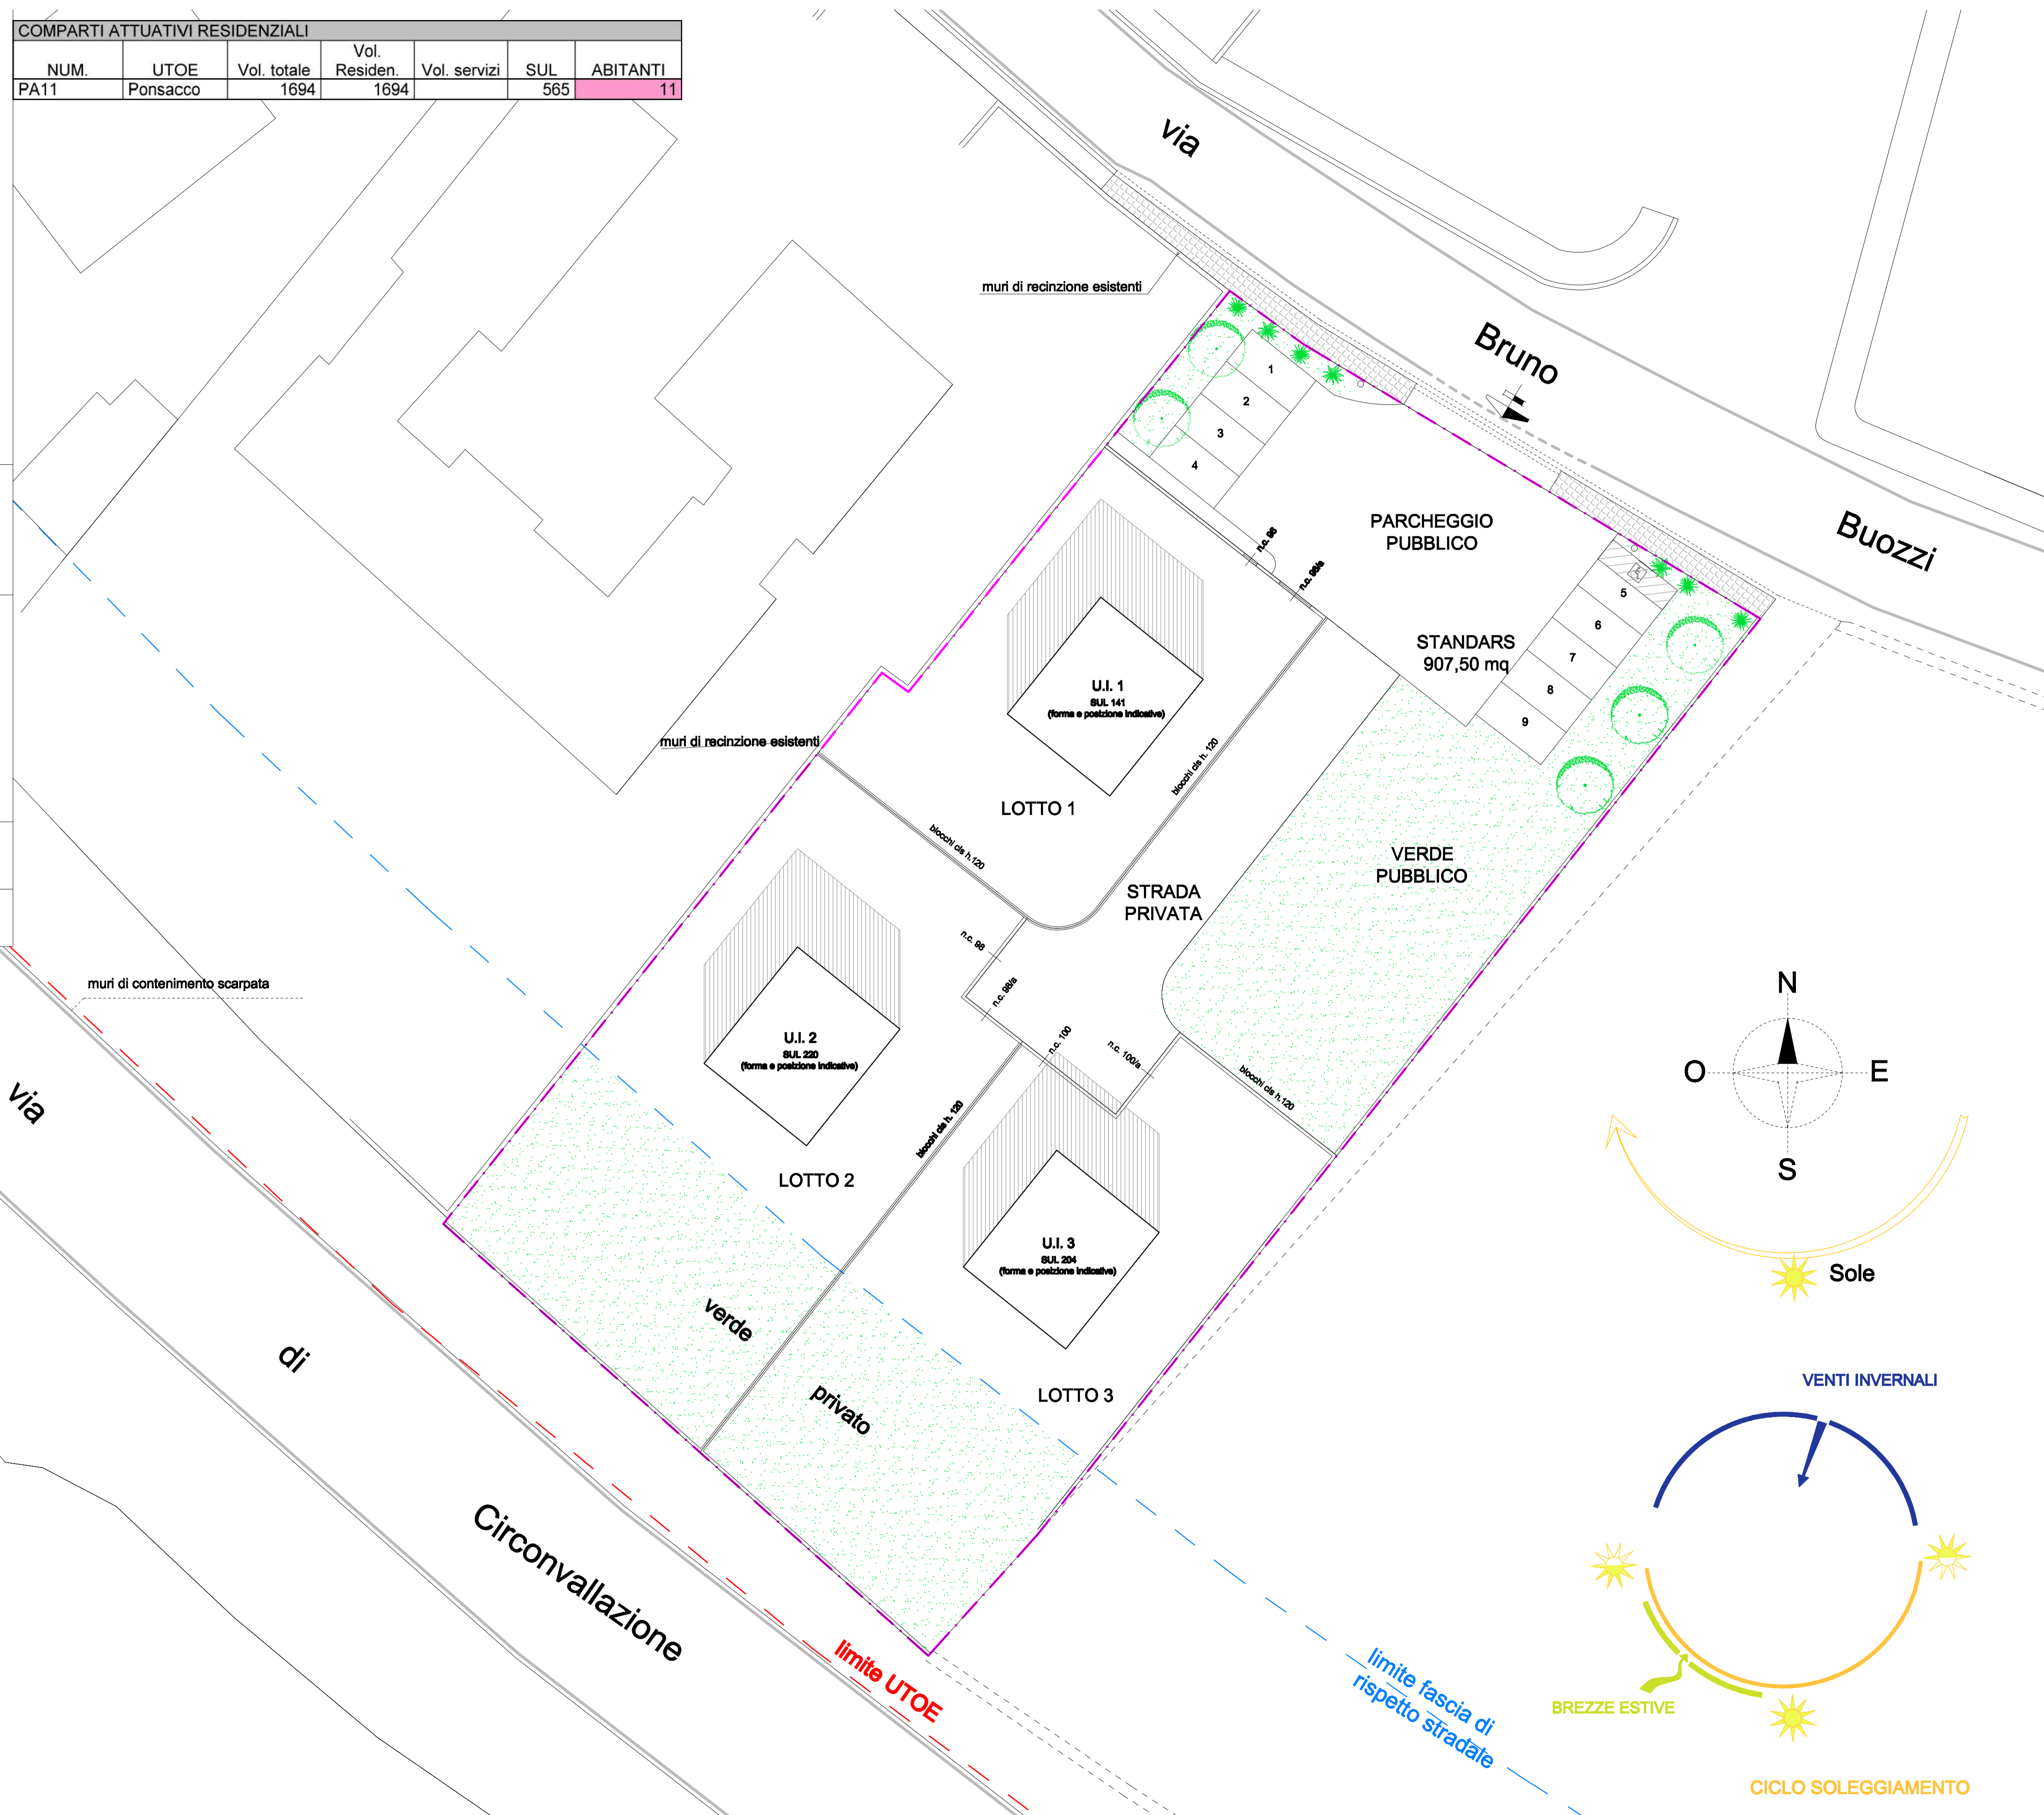 COMPARTI ATTUATIVI RESIDENZIALI
NUM. UTOE Vol. totale Vol. Residen. Vol. servizi SUL ABITANTI
PA11 Ponsacco 1694 1694 565 11
via
Bruno
Buozzi
muri di recinzione esistenti
1
2
3
4
PARCHEGGIO
PUBBLICO
n.c. 96
n.c. 96/a
5
6
7
8
9
STANDARS
907,50 mq
U.I. 1
SUL 141
(forma e posizione indicative)
muri di recinzione esistenti
blocchi cls h. 120
LOTTO 1
blocchi cls h.120
VERDE
PUBBLICO
STRADA
PRIVATA
n.c. 98
n.c. 98/a
n.c. 100
n.c. 100/a
blocchi cls h.120
muri di contenimento scarpata
U.I. 2
SUL 220
(forma e posizione indicative)
blocchi cls h. 120
LOTTO 2
U.I. 3
SUL 204
(forma e posizione indicative)
LOTTO 3
verde
privato
via
di
Circonvallazione
limite UTOE
limite fascia di
rispetto stradale
N
O
E
S
Sole
VENTI INVERNALI
BREZZE ESTIVE
CICLO SOLEGGIAMENTO